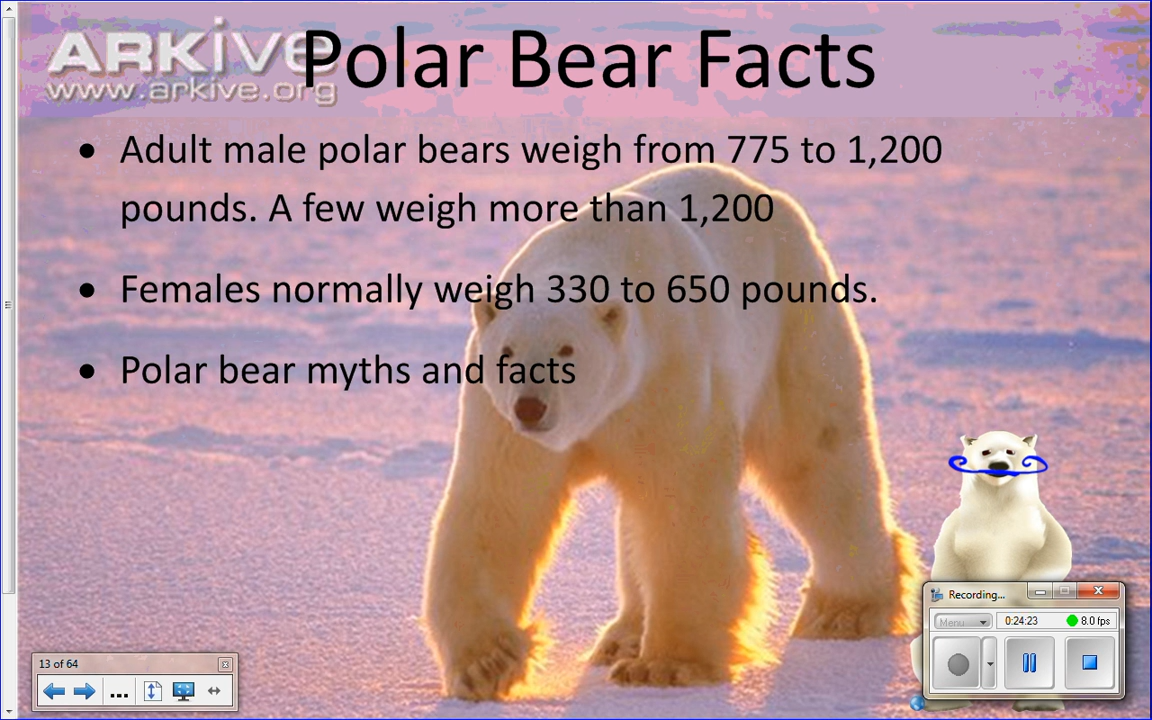 ARKive
www.arkive.org
Polar Bear Facts
• Adult male polar bears weigh from 775 to 1,200
pounds. A few weigh more than 1,200
• Females normally weigh 330 to 650 pounds.
• Polar bear myths and facts
Recording...
Menu
0:24:23
8.0 fps
13 of 64
...